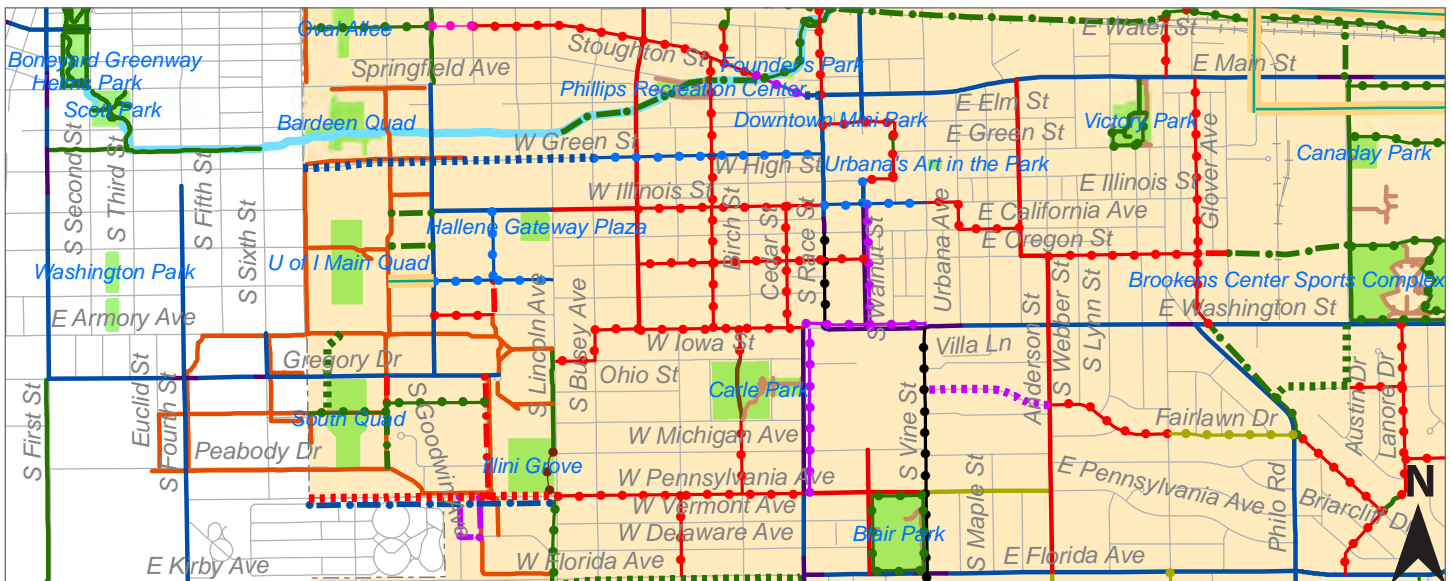 Oval Allee
E Water St
Stoughton St
Boneyard Greenway
Springfield Ave
Founder's Park
E Main St
Helms Park
Phillips Recreation Center
Scott Park
E Elm St
Bardeen Quad
Downtown Mini Park
E Green St
Victory Park
Glover Ave
W Green St
Canaday Park
W High St
Urbana's Art in the Park
S Second St
S Third St
S Fifth St
S Sixth St
W Illinois St
E Illinois St
Birch St
Cedar St
S Race St
S Walnut St
Urbana Ave
E California Ave
Hallene Gateway Plaza
E Oregon St
Washington Park
U of I Main Quad
Brookens Center Sports Complex
S Lincoln Ave
S Busey Ave
Anderson St
S Webber St
S Lynn St
E Washington St
E Armory Ave
W Iowa St
Villa Ln
Gregory Dr
Ohio St
Carle Park
S First St
Euclid St
S Fourth St
S Goodwin Ave
S Vine St
Austin Dr
Lanore Dr
South Quad
Fairlawn Dr
W Michigan Ave
Peabody Dr
Illini Grove
W Pennsylvania Ave
E Pennsylvania Ave
S Maple St
Philo Rd
Briarcliff Dr
N
W Vermont Ave
W Delaware Ave
Blair Park
E Kirby Ave
W Florida Ave
E Florida Ave